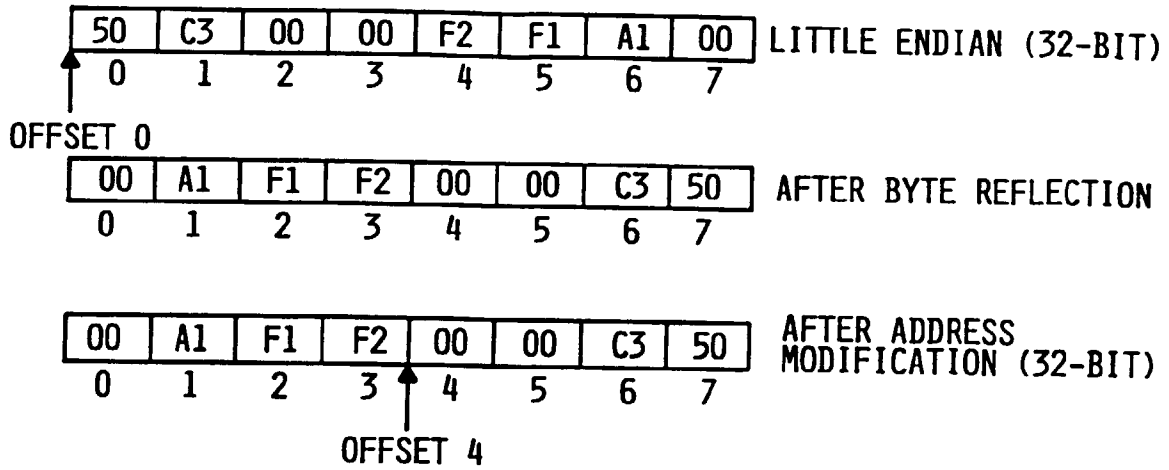 50 C3 00 00 F2 F1 A1 00 LITTLE ENDIAN (32-BIT)
0 1 2 3 4 5 6 7
OFFSET 0
00 A1 F1 F2 00 00 C3 50 AFTER BYTE REFLECTION
0 1 2 3 4 5 6 7
00 A1 F1 F2 00 00 C3 50 AFTER ADDRESS
MODIFICATION (32-BIT)
0 1 2 3 4 5 6 7
OFFSET 4